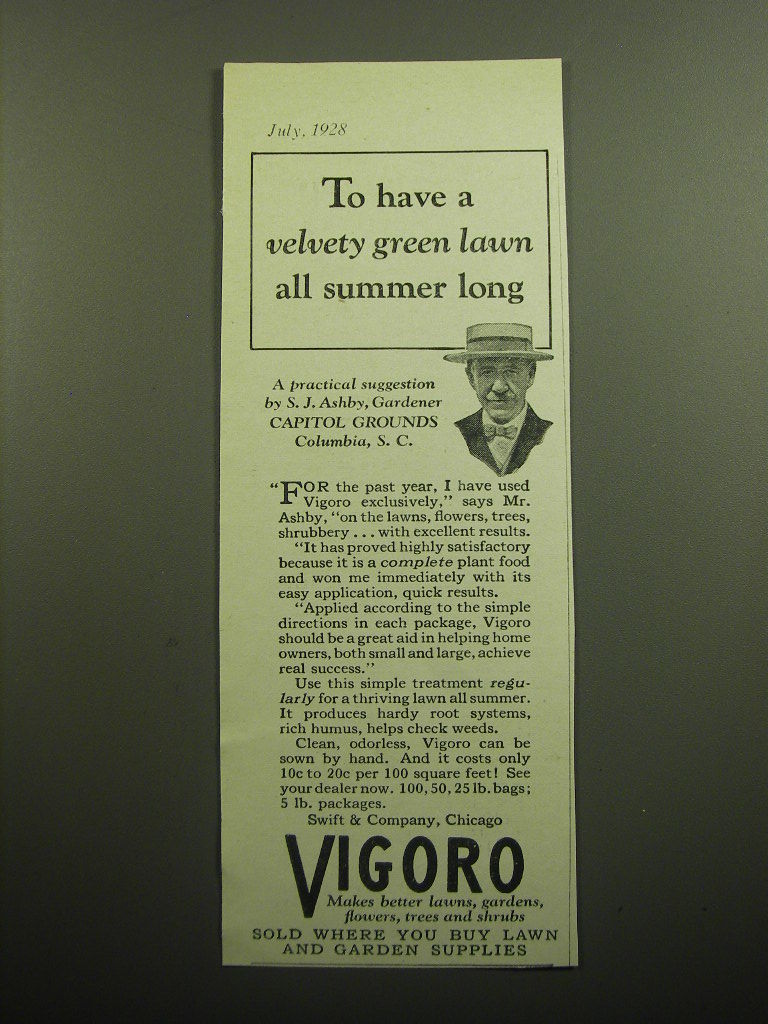 July, 1928
To have a
velvety green lawn
all summer long
A practical suggestion
by S. J. Ashby, Gardener
CAPITOL GROUNDS
Columbia, S. C.
"FOR the past year, I have used
Vigoro exclusively," says Mr.
Ashby, "on the lawns, flowers, trees,
shrubbery . . . with excellent results.
"It has proved highly satisfactory
because it is a complete plant food
and won me immediately with its
easy application, quick results.
"Applied according to the simple
directions in each package, Vigoro
should be a great aid in helping home
owners, both small and large, achieve
real success."
Use this simple treatment regu-
larly for a thriving lawn all summer.
It produces hardy root systems,
rich humus, helps check weeds.
Clean, odorless, Vigoro can be
sown by hand. And it costs only
10c to 20c per 100 square feet! See
your dealer now. 100, 50, 25 lb. bags;
5 lb. packages.
Swift & Company, Chicago
VIGORO
Makes better lawns, gardens,
flowers, trees and shrubs
SOLD WHERE YOU BUY LAWN
AND GARDEN SUPPLIES